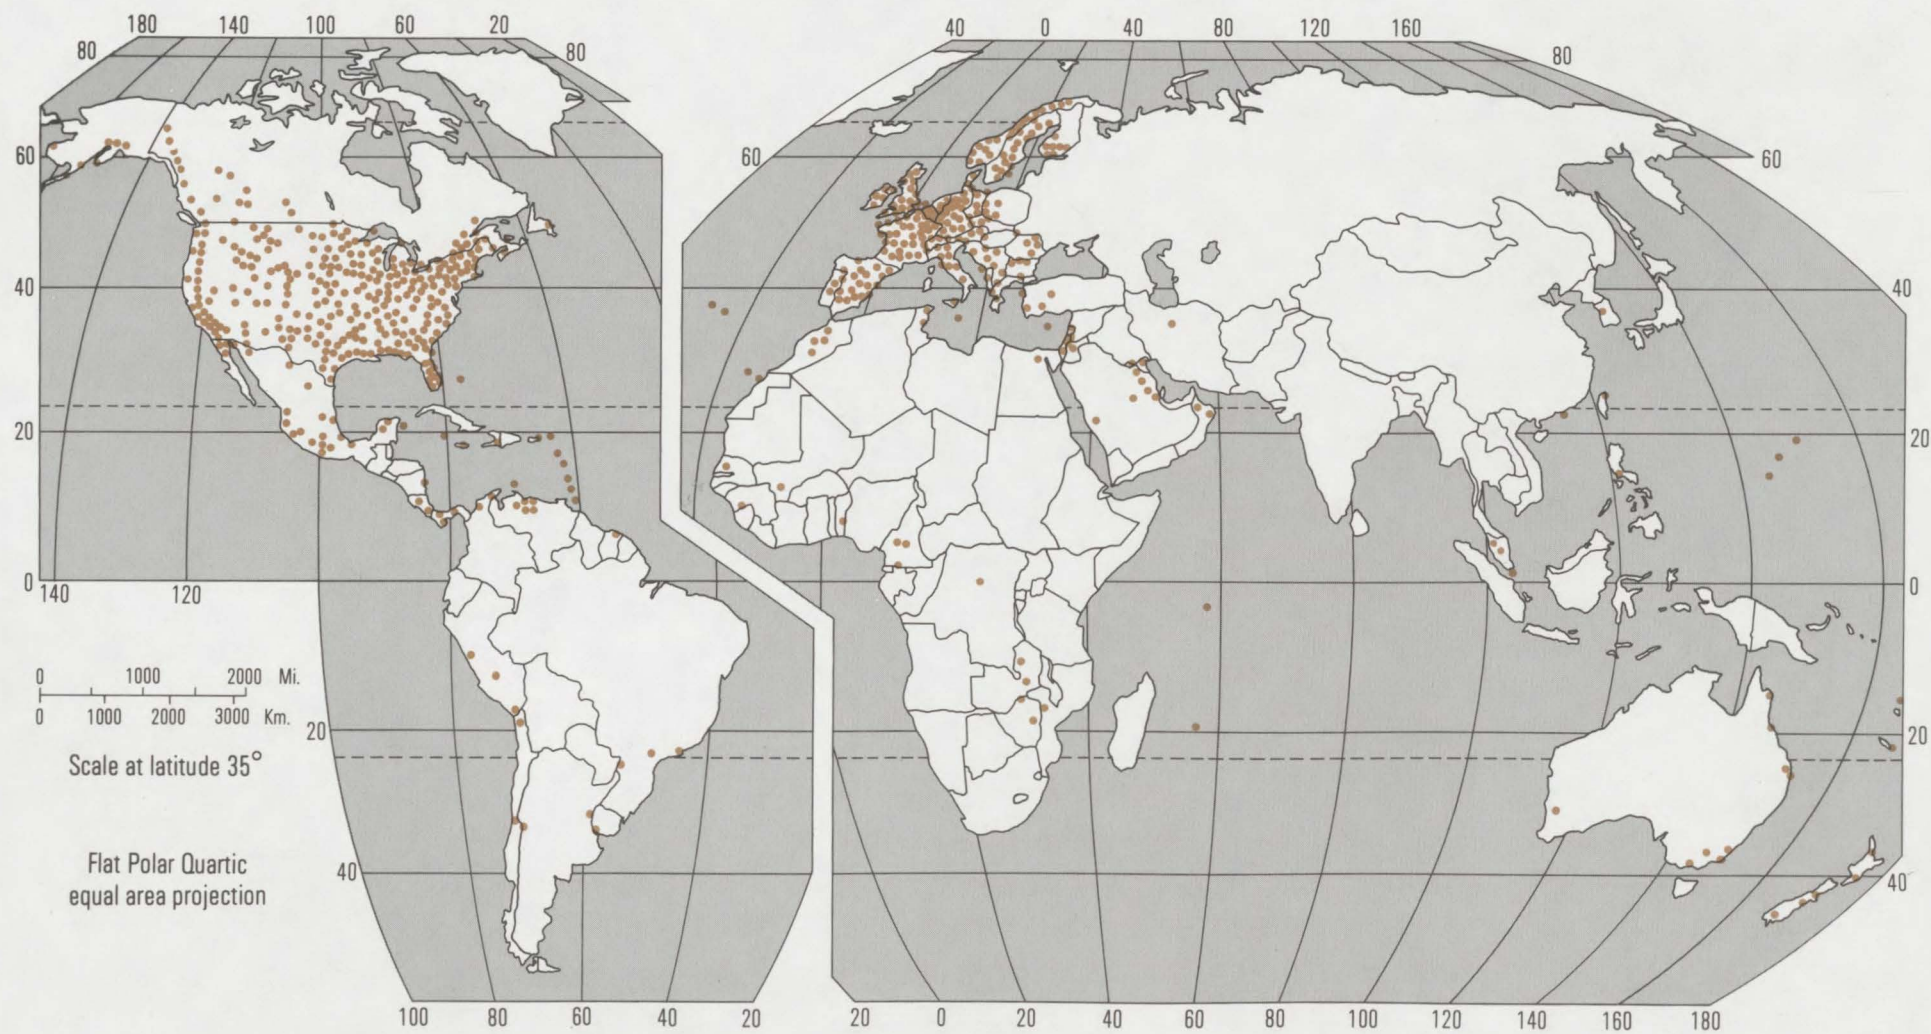 180 140 100 60 20 40 0 40 80 120 160
80 80 80
60 60 60
40 40
20 20
0 140 120 0
0 1000 2000 Mi.
0 1000 2000 3000 Km.
20 20
Scale at latitude 35°
Flat Polar Quartic
equal area projection
40 40
100 80 60 40 20 20 0 20 40 60 80 100 120 140 160 180